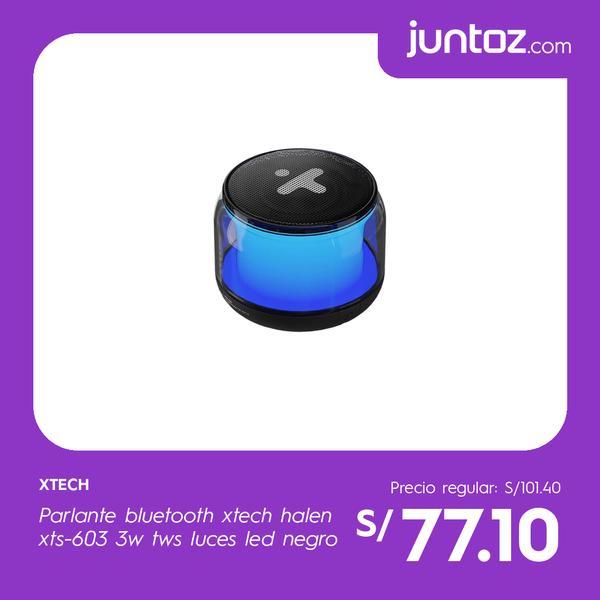 juntoz.com
XTECH
Parlante bluetooth xtech halen
xts-603 3w tws luces led negro
Precio regular: S/101.40
S/77.10